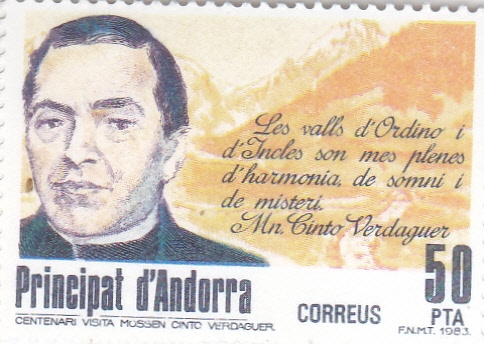 Les valls d'Ordino i
d'Incles son mes plenes
d'harmonia, de somni i
de misteri.
Mn. Cinto Verdaguer
Principat d'Andorra
CORREUS
50
PTA
CENTENARI VISITA MOSSEN CINTO VERDAGUER
F.N.M.T. 1983